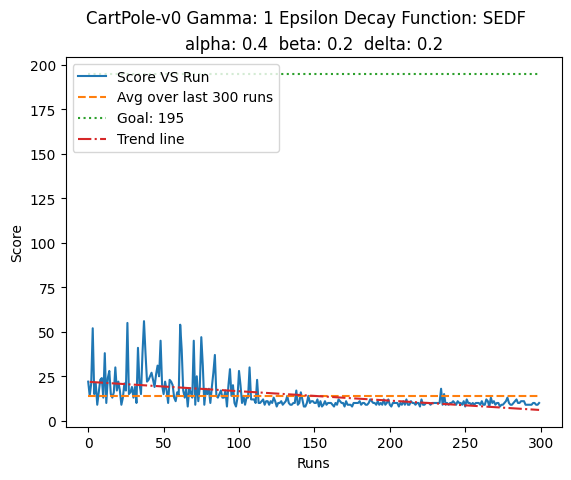 CartPole-v0 Gamma: 1 Epsilon Decay Function: SEDF
alpha: 0.4 beta: 0.2 delta: 0.2
Score VS Run
Avg over last 300 runs
Goal: 195
Trend line
200
175
150
125
100
75
50
25
0
Score
0 50 100 150 200 250 300
Runs